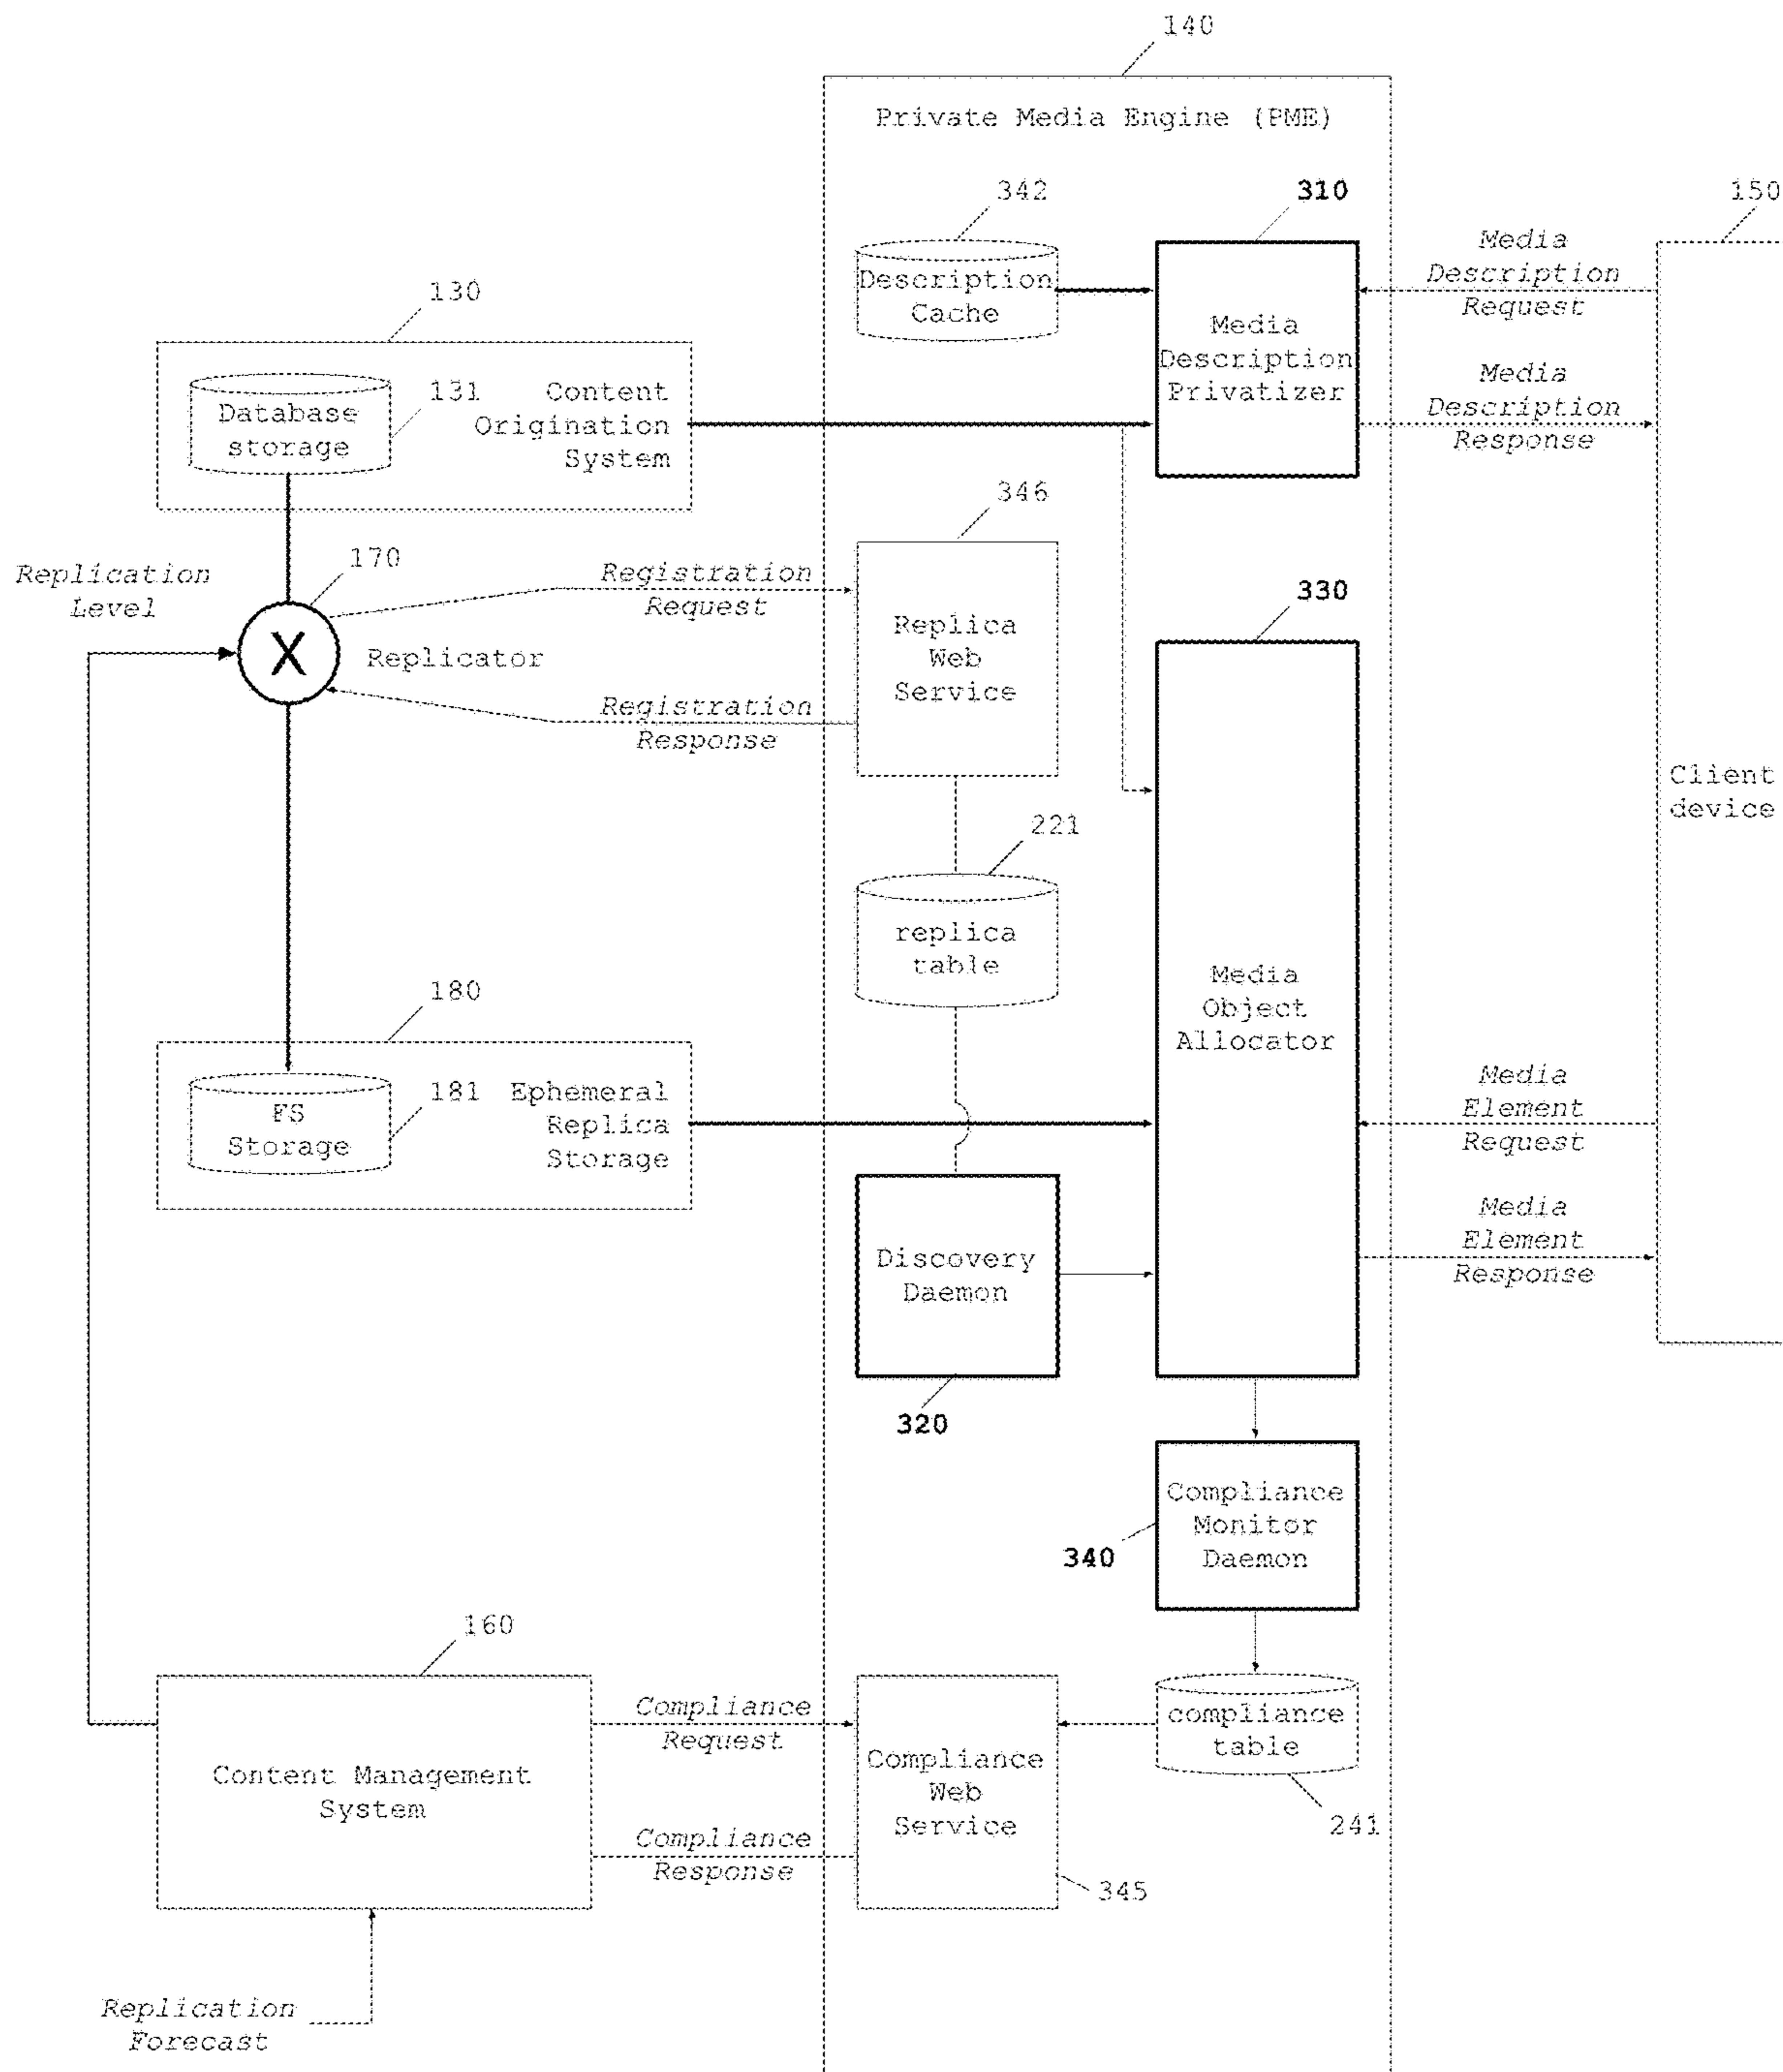 140
Private Media Engine (PME)
342
310
150
Description
Cache
Media
Description
Privatizer
Media
Description
Request
Media
Description
Response
130
131
Database
storage
Content
Origination
System
346
170
Replication
Level
Registration
Request
X
Replicator
Registration
Response
Replica
Web
Service
330
Client
device
221
replica
table
Media
Object
Allocator
180
181
FS
Storage
Ephemeral
Replica
Storage
Media
Element
Request
Media
Element
Response
Discovery
Daemon
320
Compliance
Monitor
Daemon
340
160
Content Management
System
Compliance
Request
Compliance
Response
Compliance
Web
Service
compliance
table
241
345
Replication
Forecast